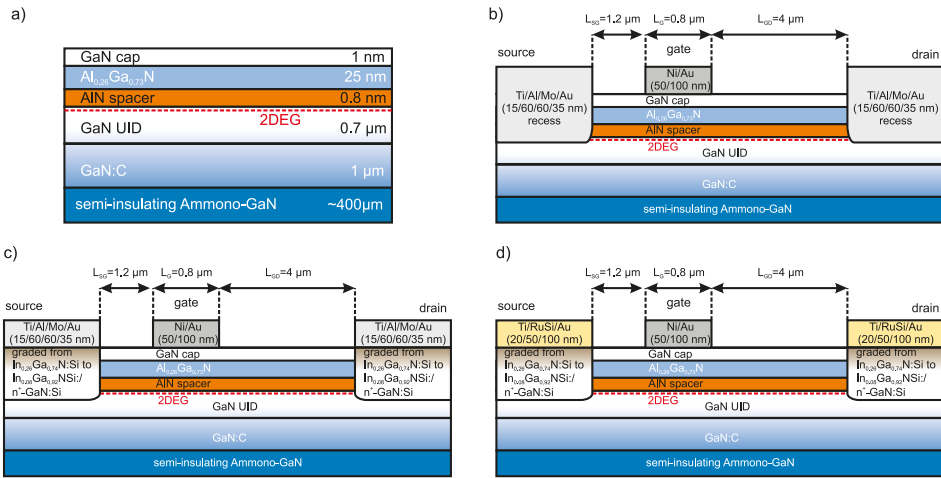 a)
GaN cap 1 nm
Al0,26Ga0,73N 25 nm
AlN spacer 0.8 nm
2DEG
GaN UID 0.7 µm
GaN:C 1 µm
semi-insulating Ammono-GaN ~400µm
b)
LSG=1.2 µm LG=0.8 µm LGD=4 µm
source gate drain
Ti/Al/Mo/Au
(15/60/60/35 nm)
recess
Ni/Au
(50/100 nm)
Ti/Al/Mo/Au
(15/60/60/35 nm)
recess
GaN cap
Al0,26Ga0,73N
AlN spacer
2DEG
GaN UID
GaN:C
semi-insulating Ammono-GaN
c)
LSG=1.2 µm LG=0.8 µm LGD=4 µm
source gate drain
Ti/Al/Mo/Au
(15/60/60/35 nm)
Ni/Au
(50/100 nm)
Ti/Al/Mo/Au
(15/60/60/35 nm)
graded from
In0,26Ga0,74N:Si to
In0,08Ga0,92NSi:/
n+-GaN:Si
GaN cap
Al0,26Ga0,73N
AlN spacer
2DEG
graded from
In0,26Ga0,74N:Si to
In0,08Ga0,92NSi:/
n+-GaN:Si
GaN UID
GaN:C
semi-insulating Ammono-GaN
d)
LSG=1.2 µm LG=0.8 µm LGD=4 µm
source gate drain
Ti/RuSi/Au
(20/50/100 nm)
Ni/Au
(50/100 nm)
Ti/RuSi/Au
(20/50/100 nm)
graded from
In0,26Ga0,74N:Si to
In0,08Ga0,92NSi:/
n+-GaN:Si
GaN cap
Al0,26Ga0,73N
AlN spacer
2DEG
graded from
In0,26Ga0,74N:Si to
In0,08Ga0,92NSi:/
n+-GaN:Si
GaN UID
GaN:C
semi-insulating Ammono-GaN